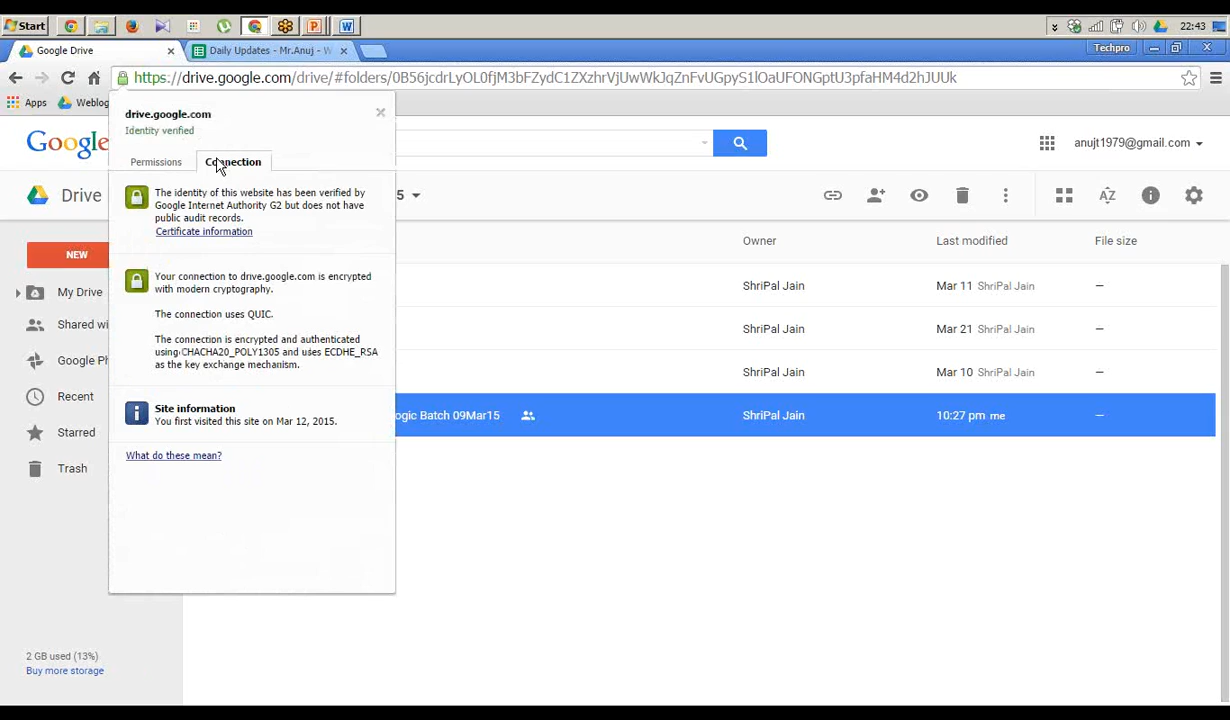 Start
22:43
Google Drive
Daily Updates - Mr.Anuj - W
Techpro
https://drive.google.com/drive/#folders/0B56jcdrLyOL0fjM3bFZydC1ZXzhrVjUwWkJqZnFvUGpyS1lOaUFONGptU3pfaHM4d2hJUUk
Apps
Weblog
drive.google.com
Identity verified
Permissions
Connection
The identity of this website has been verified by
Google Internet Authority G2 but does not have
public audit records.
Certificate information
Your connection to drive.google.com is encrypted
with modern cryptography.
The connection uses QUIC.
The connection is encrypted and authenticated
using CHACHA20_POLY1305 and uses ECDHE_RSA
as the key exchange mechanism.
Site information
You first visited this site on Mar 12, 2015.
What do these mean?
Google
anujt1979@gmail.com
Drive
5
NEW
My Drive
Shared wi
Google Ph
Recent
Starred
Trash
2 GB used (13%)
Buy more storage
Owner Last modified File size
ShriPal Jain Mar 11 ShriPal Jain —
ShriPal Jain Mar 21 ShriPal Jain —
ShriPal Jain Mar 10 ShriPal Jain —
ogic Batch 09Mar15 ShriPal Jain 10:27 pm me —